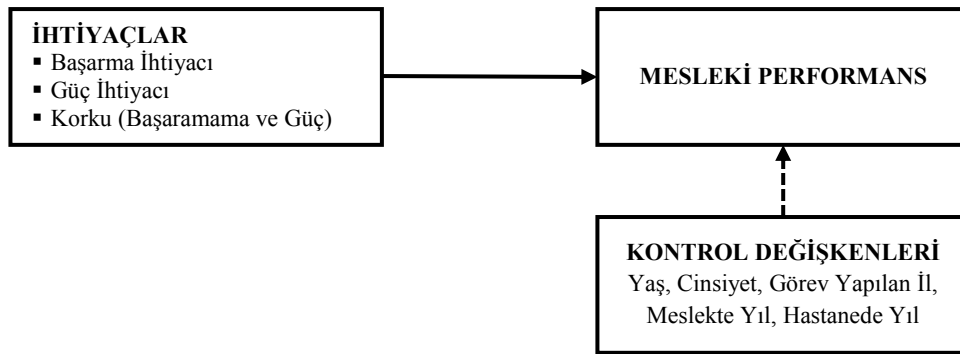 İHTİYAÇLAR
▪ Başarma İhtiyacı
▪ Güç İhtiyacı
▪ Korku (Başaramama ve Güç)
MESLEKİ PERFORMANS
KONTROL DEĞİŞKENLERİ
Yaş, Cinsiyet, Görev Yapılan İl,
Meslekte Yıl, Hastanede Yıl